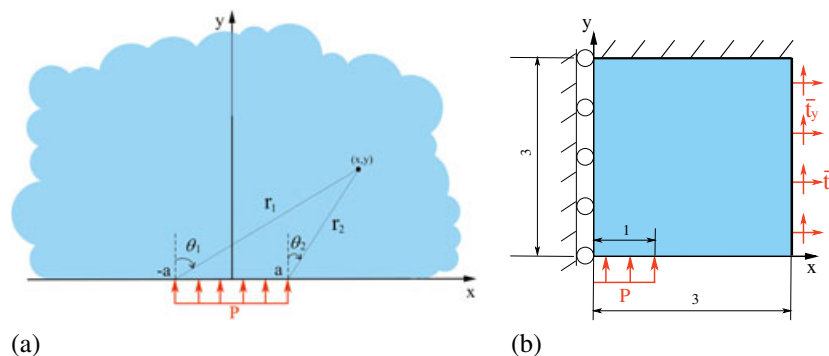 y
(x,y)
r₁
r₂
θ₁
θ₂
-a
a
x
P
(a)
y
3
t̄y
t̄
1
x
P
3
(b)